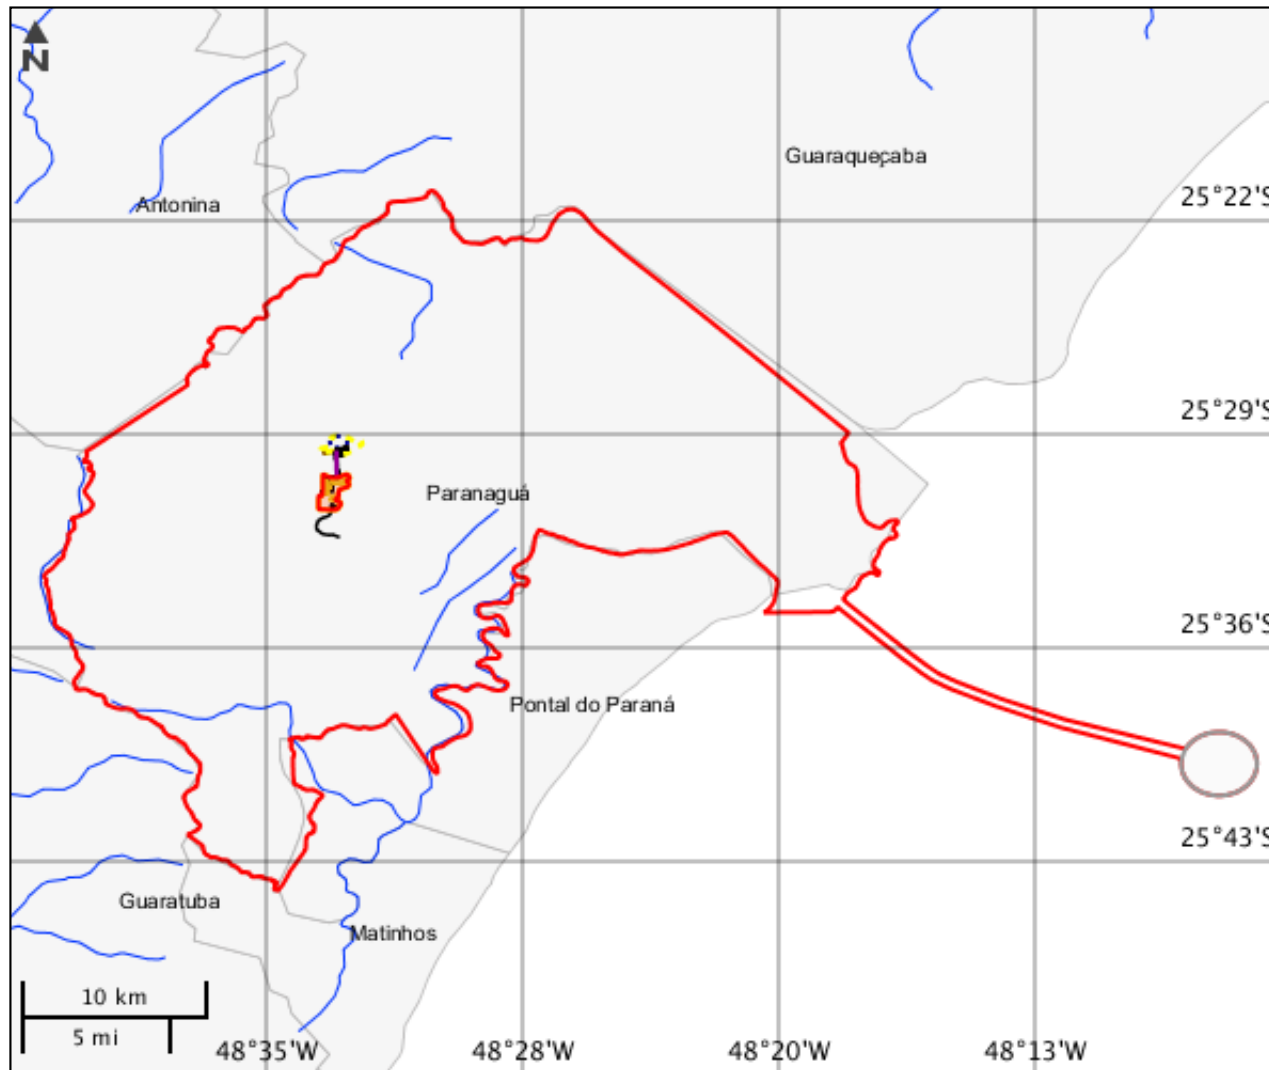 N
Guaraqueçaba
25°22'S
Antonina
25°29'S
Paranaguá
25°36'S
Pontal do Paraná
25°43'S
Guaratuba
Matinhos
10 km
5 mi
48°35'W
48°28'W
48°20'W
48°13'W